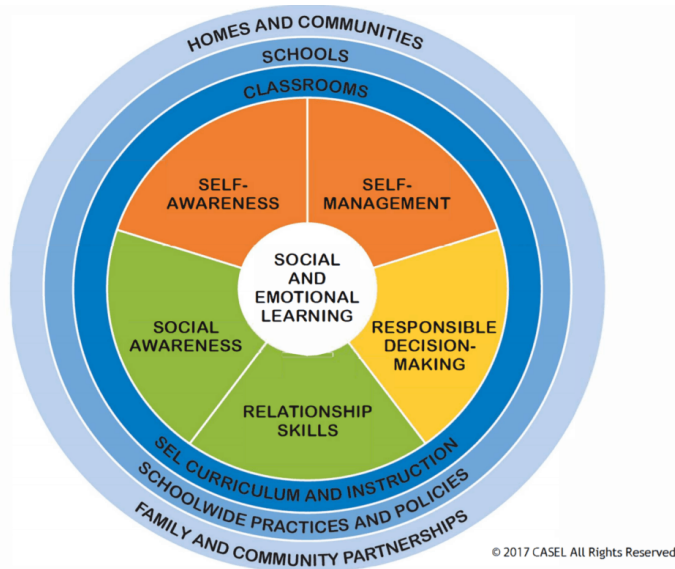 HOMES AND COMMUNITIES
SCHOOLS
CLASSROOMS
SELF-
AWARENESS
SELF-
MANAGEMENT
SOCIAL
AND
EMOTIONAL
LEARNING
SOCIAL
AWARENESS
RESPONSIBLE
DECISION-
MAKING
RELATIONSHIP
SKILLS
SEL CURRICULUM AND INSTRUCTION
SCHOOLWIDE PRACTICES AND POLICIES
FAMILY AND COMMUNITY PARTNERSHIPS
© 2017 CASEL All Rights Reserved